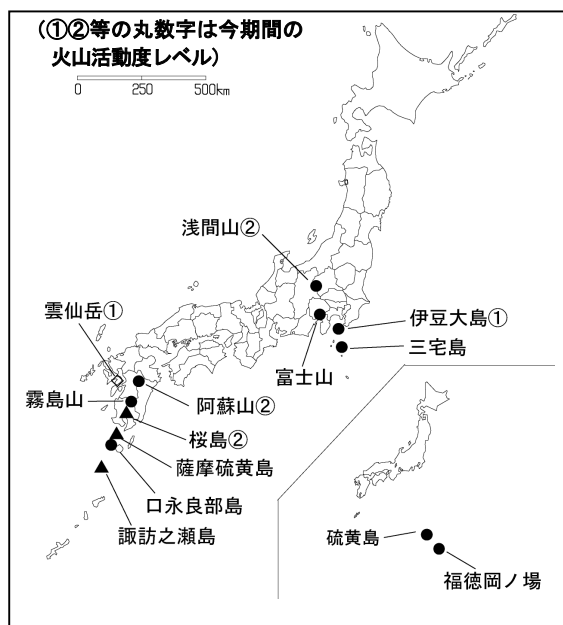 (①②等の丸数字は今期間の
火山活動度レベル)
0 250 500km
浅間山②
雲仙岳①
伊豆大島①
三宅島
富士山
霧島山
阿蘇山②
桜島②
薩摩硫黄島
口永良部島
諏訪之瀬島
硫黄島
福徳岡ノ場